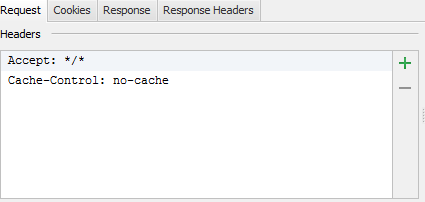 Request Cookies Response Response Headers
Headers
Accept: */*
Cache-Control: no-cache